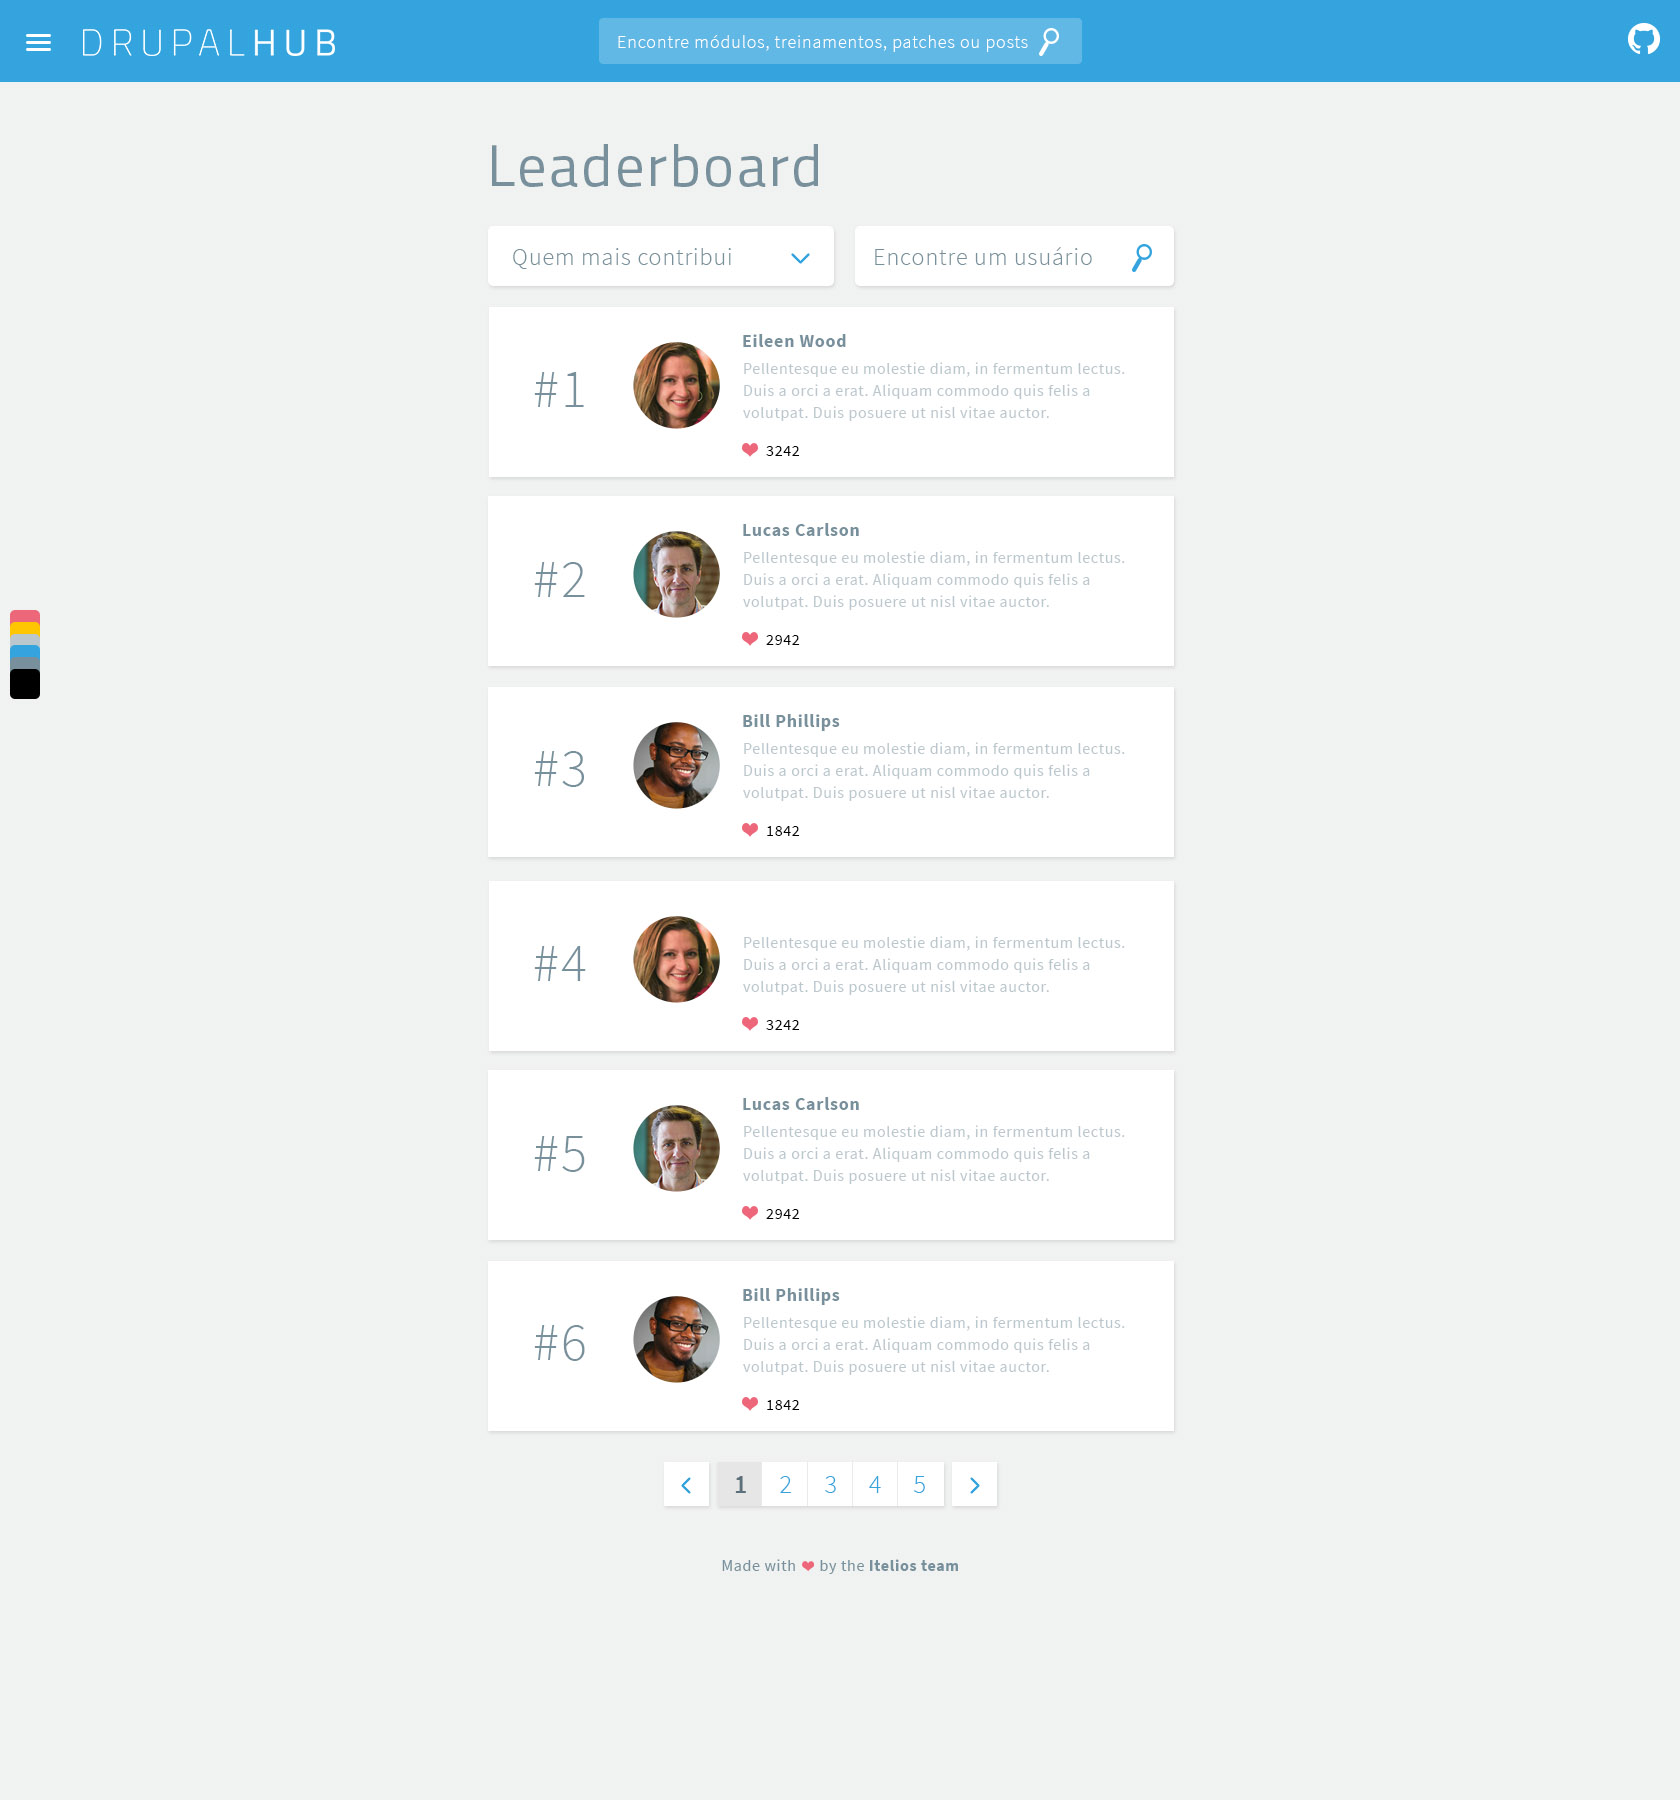 DRUPALHUB
Encontre módulos, treinamentos, patches ou posts
Leaderboard
Quem mais contribui
Encontre um usuário
#1
Eileen Wood
Pellentesque eu molestie diam, in fermentum lectus.
Duis a orci a erat. Aliquam commodo quis felis a
volutpat. Duis posuere ut nisl vitae auctor.
3242
#2
Lucas Carlson
Pellentesque eu molestie diam, in fermentum lectus.
Duis a orci a erat. Aliquam commodo quis felis a
volutpat. Duis posuere ut nisl vitae auctor.
2942
#3
Bill Phillips
Pellentesque eu molestie diam, in fermentum lectus.
Duis a orci a erat. Aliquam commodo quis felis a
volutpat. Duis posuere ut nisl vitae auctor.
1842
#4
Pellentesque eu molestie diam, in fermentum lectus.
Duis a orci a erat. Aliquam commodo quis felis a
volutpat. Duis posuere ut nisl vitae auctor.
3242
#5
Lucas Carlson
Pellentesque eu molestie diam, in fermentum lectus.
Duis a orci a erat. Aliquam commodo quis felis a
volutpat. Duis posuere ut nisl vitae auctor.
2942
#6
Bill Phillips
Pellentesque eu molestie diam, in fermentum lectus.
Duis a orci a erat. Aliquam commodo quis felis a
volutpat. Duis posuere ut nisl vitae auctor.
1842
1 2 3 4 5
Made with ❤ by the Itelios team